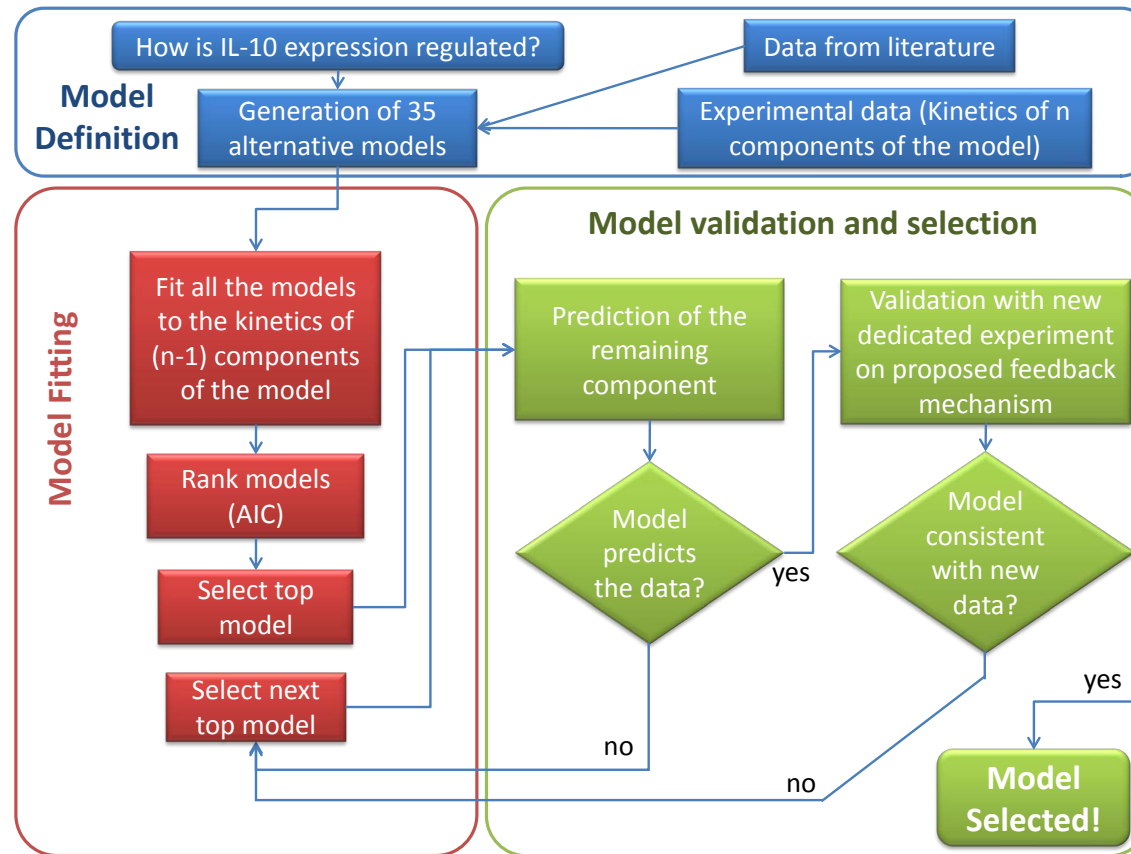 How is IL-10 expression regulated?
Data from literature
Model
Definition
Generation of 35
alternative models
Experimental data (Kinetics of n
components of the model)
Model Fitting
Fit all the models
to the kinetics of
(n-1) components
of the model
Rank models
(AIC)
Select top
model
Select next
top model
Model validation and selection
Prediction of the
remaining
component
Validation with new
dedicated experiment
on proposed feedback
mechanism
Model
predicts
the data?
yes
Model
consistent
with new
data?
no
no
yes
Model
Selected!